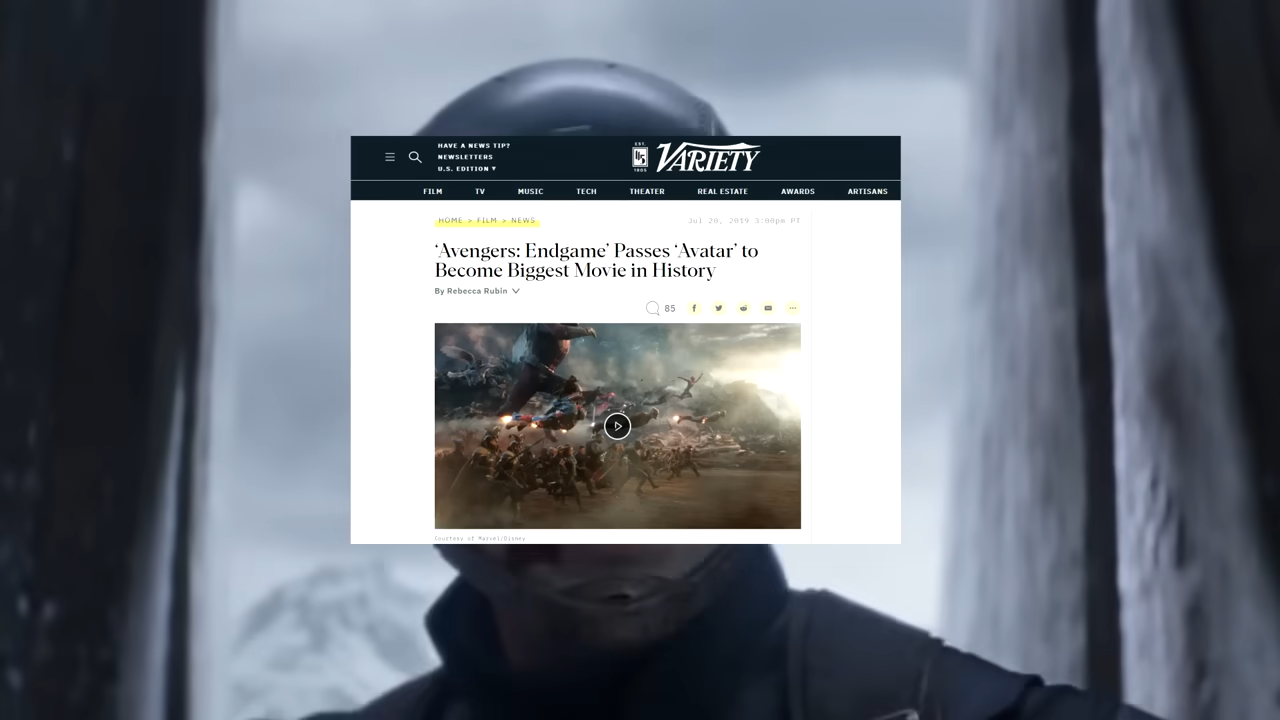 HAVE A NEWS TIP?
NEWSLETTERS
U.S. EDITION
EST.
1905
VARIETY
FILM TV MUSIC TECH THEATER REAL ESTATE AWARDS ARTISANS
HOME > FILM > NEWS Jul 20, 2019 3:00pm PT
‘Avengers: Endgame’ Passes ‘Avatar’ to
Become Biggest Movie in History
By Rebecca Rubin
85
Courtesy of Marvel/Disney